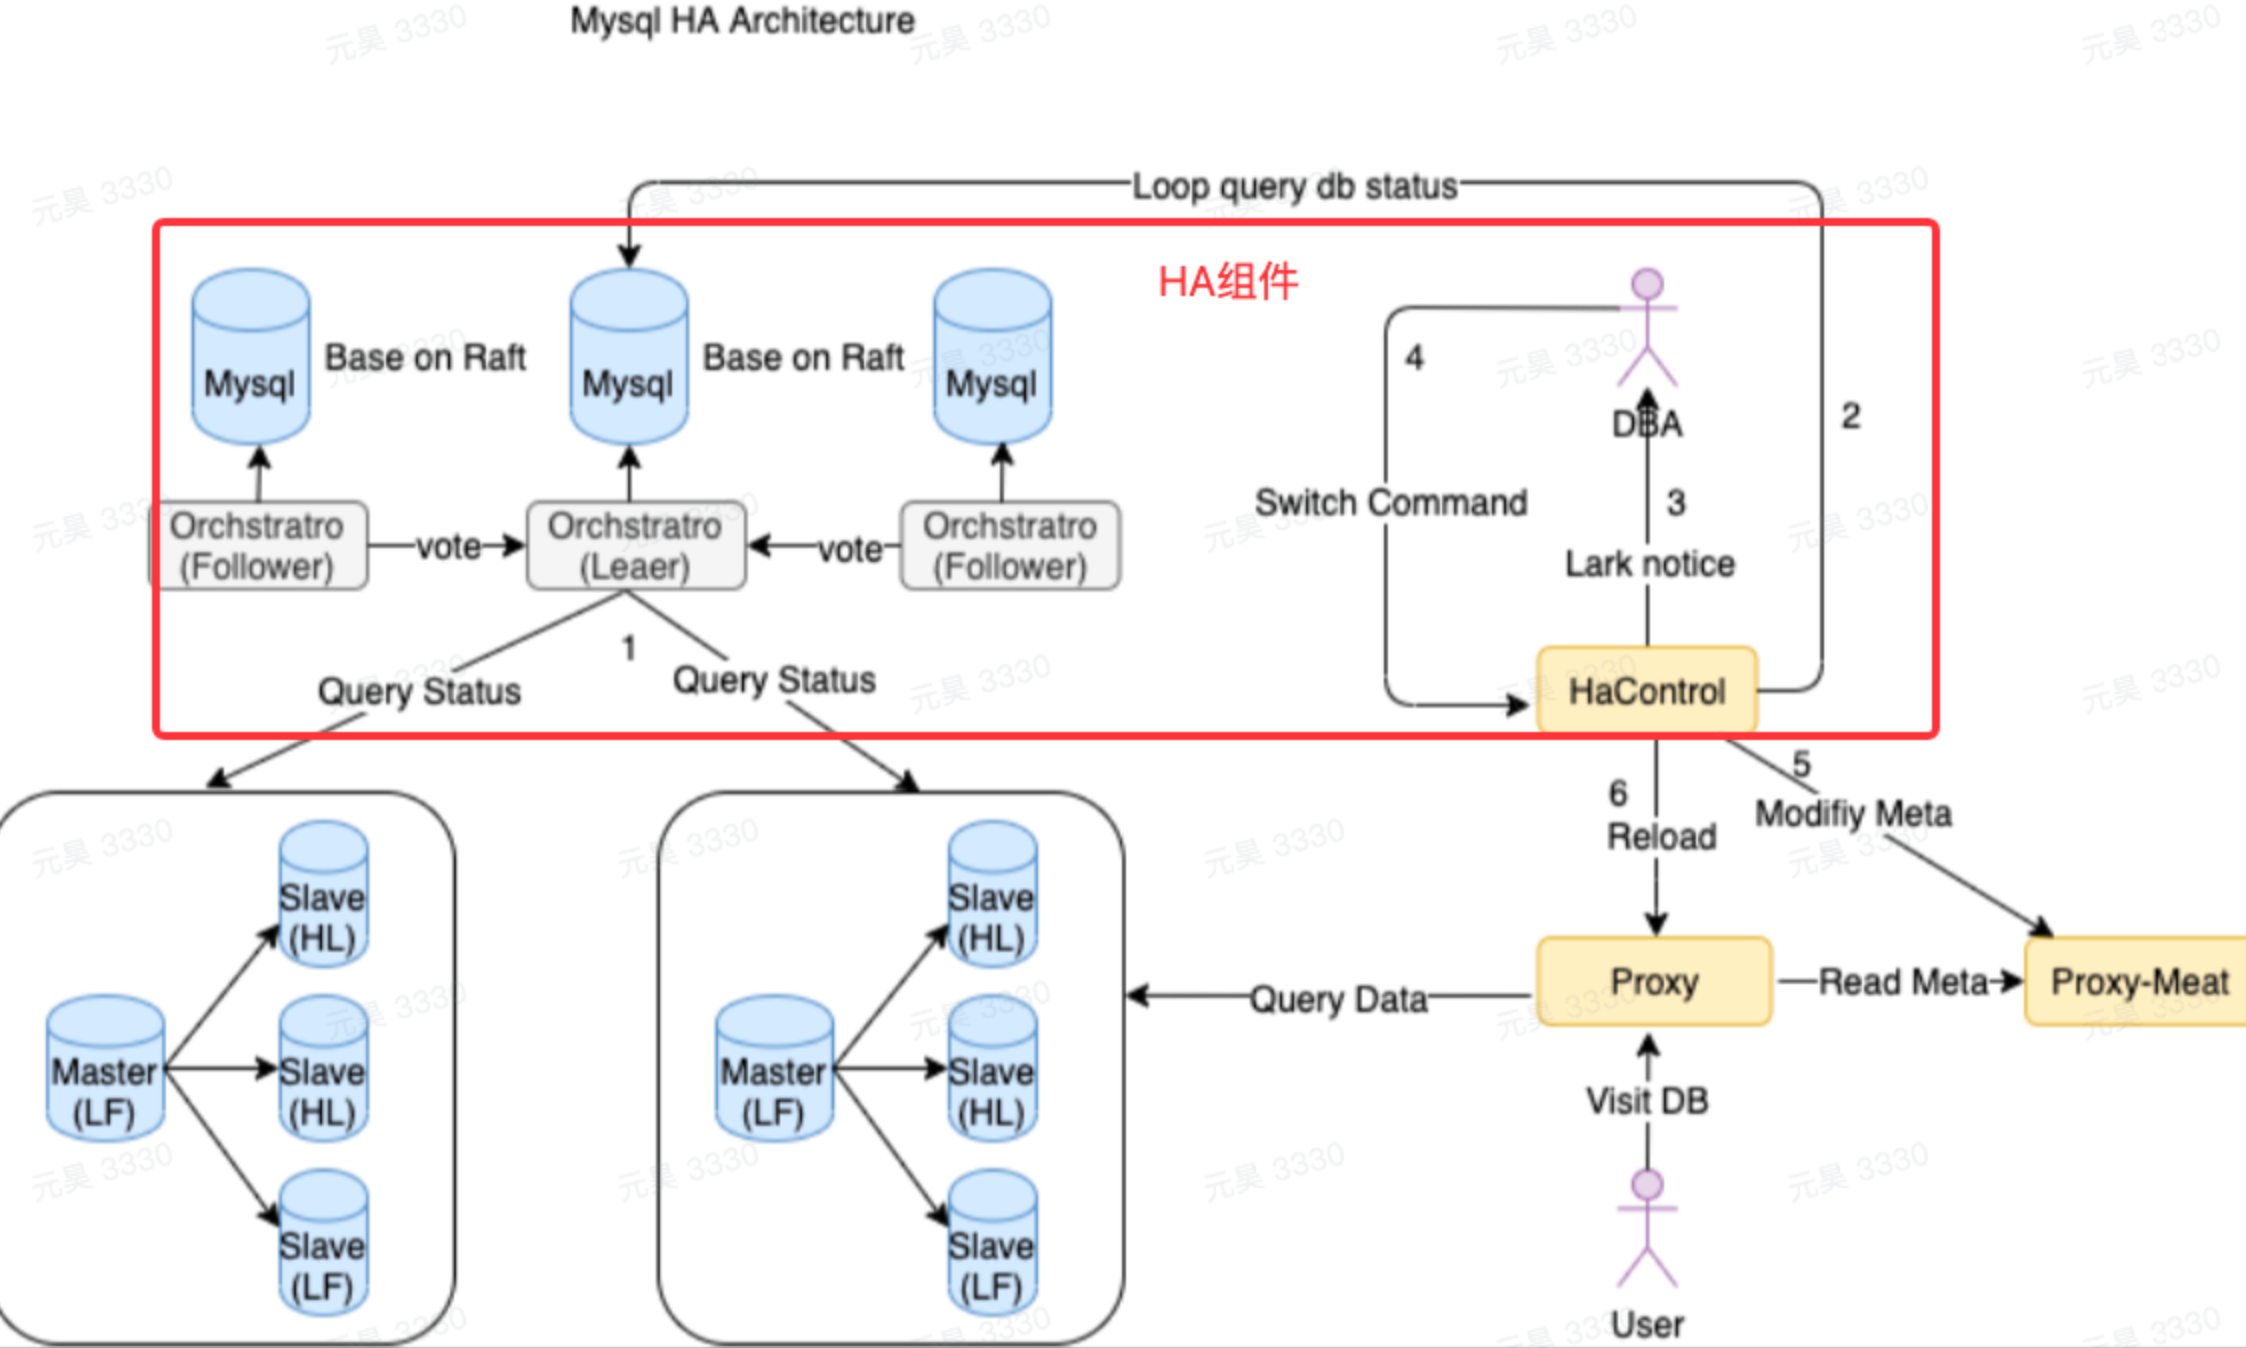 Mysql HA Architecture
Loop query db status
HA组件
Mysql
Base on Raft
Mysql
Base on Raft
Mysql
4
DBA
2
Switch Command
3
Lark notice
Orchstratro
(Follower)
vote
Orchstratro
(Leaer)
vote
Orchstratro
(Follower)
1
Query Status
Query Status
HaControl
5
6
Modifiy Meta
Reload
Slave
(HL)
Slave
(HL)
Master
(LF)
Slave
(HL)
Master
(LF)
Slave
(HL)
Slave
(LF)
Slave
(LF)
Query Data
Proxy
Read Meta
Proxy-Meat
Visit DB
User
元昊 3330